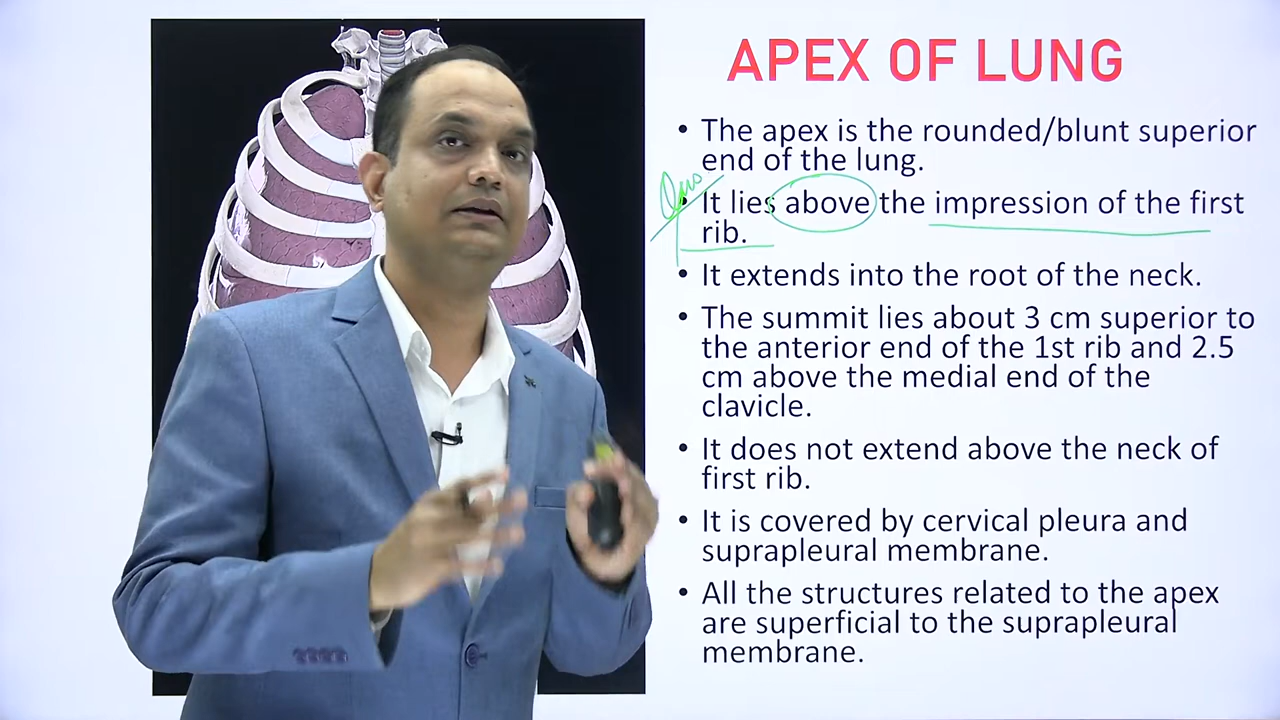 APEX OF LUNG
• The apex is the rounded/blunt superior
end of the lung.
Ques
• It lies above the impression of the first
rib.
• It extends into the root of the neck.
• The summit lies about 3 cm superior to
the anterior end of the 1st rib and 2.5
cm above the medial end of the
clavicle.
• It does not extend above the neck of
first rib.
• It is covered by cervical pleura and
suprapleural membrane.
• All the structures related to the apex
are superficial to the suprapleural
membrane.